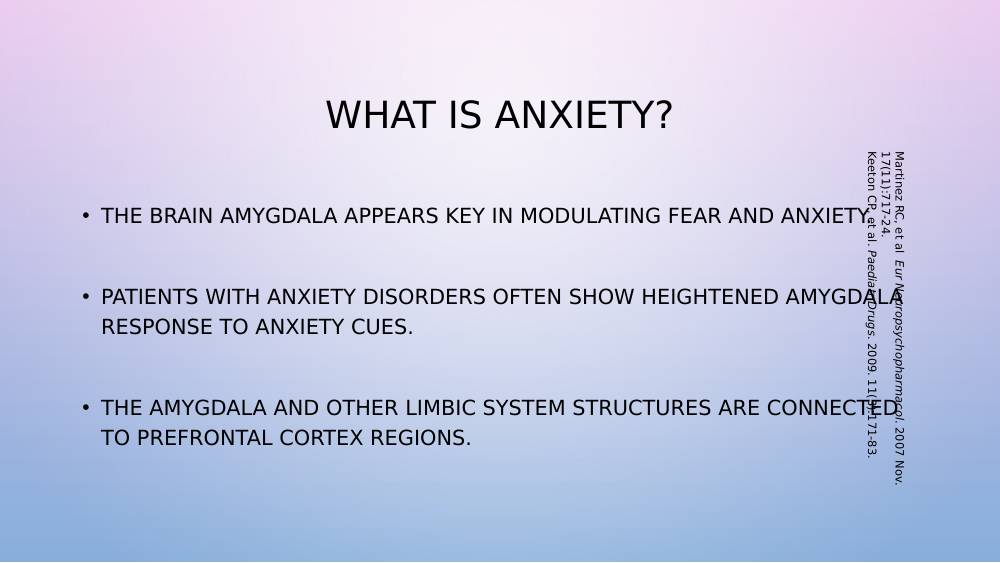 WHAT IS ANXIETY?
• THE BRAIN AMYGDALA APPEARS KEY IN MODULATING FEAR AND ANXIETY.
• PATIENTS WITH ANXIETY DISORDERS OFTEN SHOW HEIGHTENED AMYGDALA
RESPONSE TO ANXIETY CUES.
• THE AMYGDALA AND OTHER LIMBIC SYSTEM STRUCTURES ARE CONNECTED
TO PREFRONTAL CORTEX REGIONS.
Martinez RC, et al Eur Neuropsychopharmacol. 2007 Nov.
17(11):717-24.
Keeton CP, et al. Paediatr Drugs. 2009. 11(3):171-83.